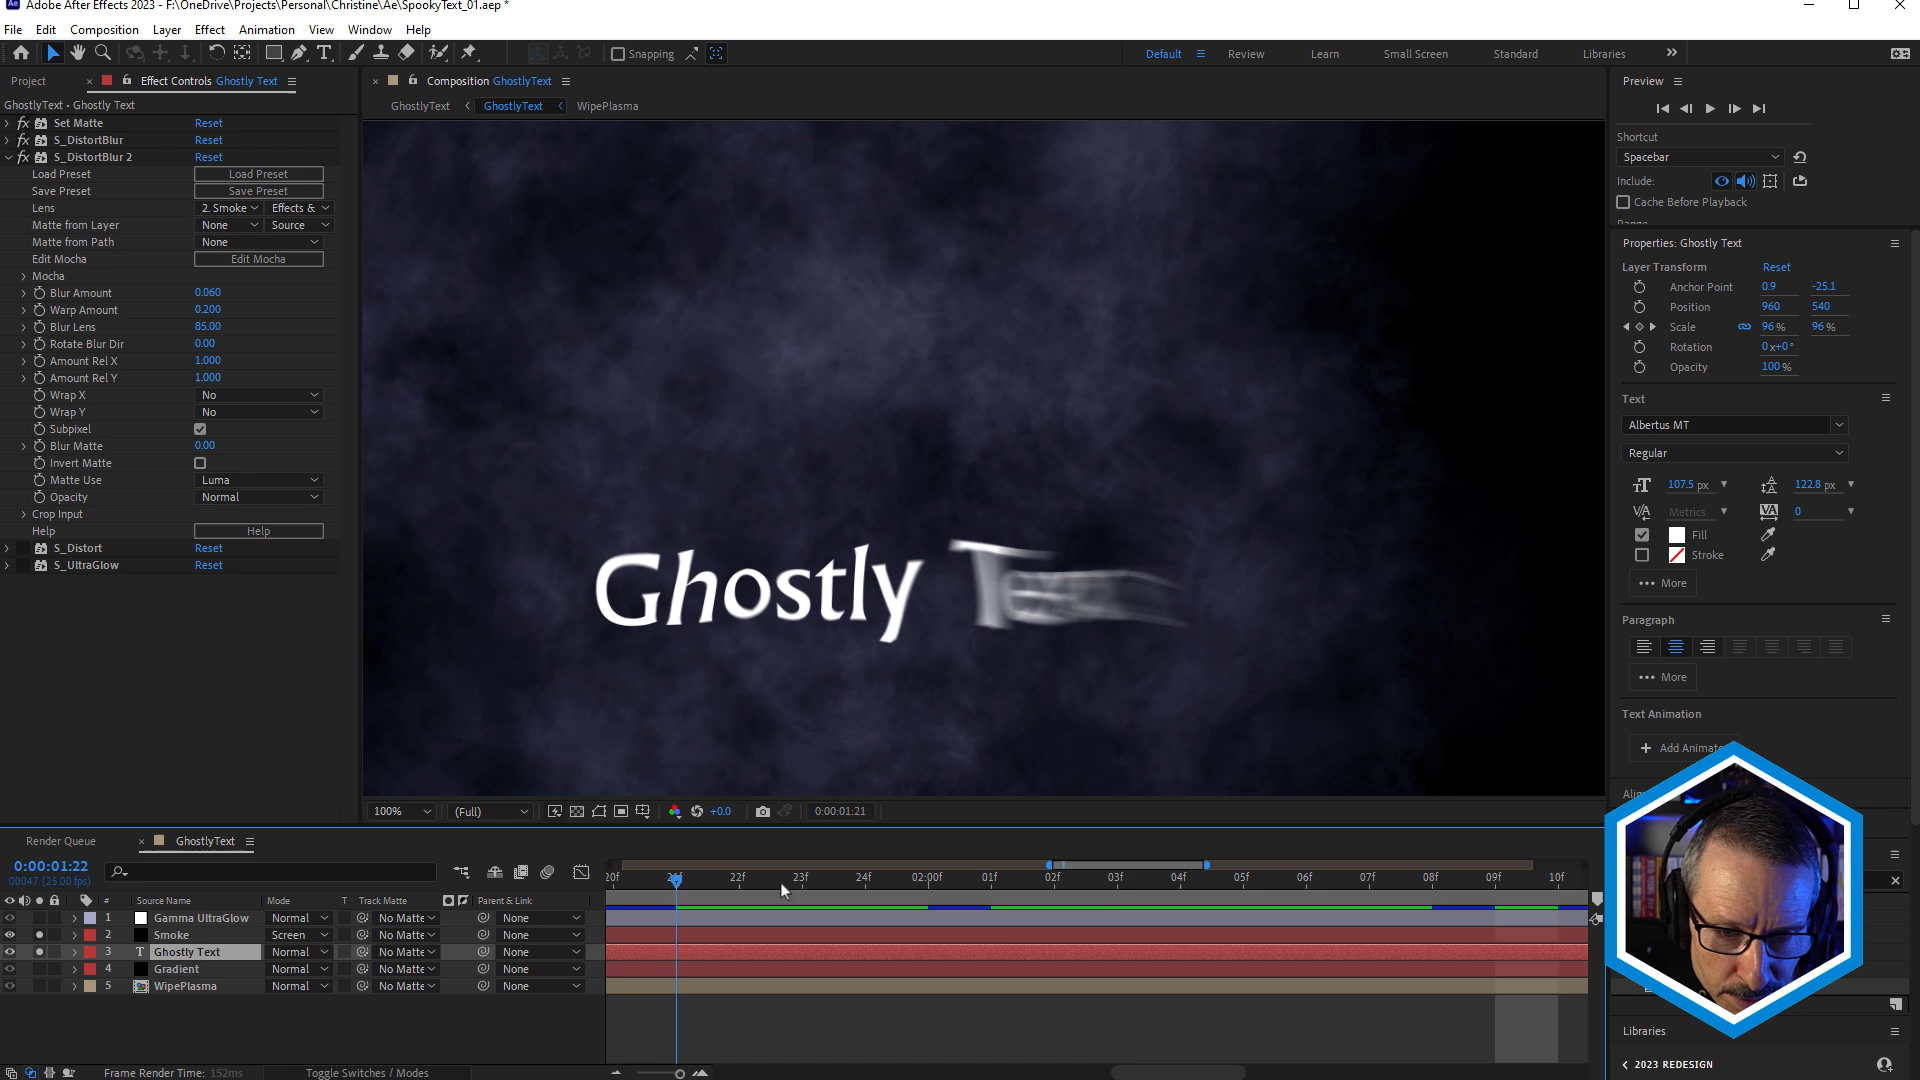 Adobe After Effects 2023 - F:\OneDrive\Projects\Personal\Christine\Ae\SpookyText_01.aep *
File Edit Composition Layer Effect Animation View Window Help
Snapping
Default Review Learn Small Screen Standard Libraries
Project Effect Controls Ghostly Text
GhostlyText • Ghostly Text
fx Set Matte Reset
fx S_DistortBlur Reset
fx S_DistortBlur 2 Reset
Load Preset Load Preset
Save Preset Save Preset
Lens 2. Smoke Effects &
Matte from Layer None Source
Matte from Path None
Edit Mocha Edit Mocha
Mocha
Blur Amount 0.060
Warp Amount 0.200
Blur Lens 85.00
Rotate Blur Dir 0.00
Amount Rel X 1.000
Amount Rel Y 1.000
Wrap X No
Wrap Y No
Subpixel
Blur Matte 0.00
Invert Matte
Matte Use Luma
Opacity Normal
Crop Input
Help Help
S_Distort Reset
S_UltraGlow Reset
Composition GhostlyText
GhostlyText GhostlyText WipePlasma
Ghostly Te
100% (Full) +0.0 0:00:01:21
Preview
Shortcut
Spacebar
Include:
Cache Before Playback
Range
Properties: Ghostly Text
Layer Transform Reset
Anchor Point 0.9 -25.1
Position 960 540
Scale 96 % 96 %
Rotation 0 x+0°
Opacity 100 %
Text
Albertus MT
Regular
107.5 px 122.8 px
Metrics 0
Fill
Stroke
More
Paragraph
More
Text Animation
Add Animato
Alig
Libraries
2023 REDESIGN
Render Queue GhostlyText
0:00:01:22
00047 (25.00 fps)
20f 21f 22f 23f 24f 02:00f 01f 02f 03f 04f 05f 06f 07f 08f 09f 10f
# Source Name Mode T Track Matte Parent & Link
1 Gamma UltraGlow Normal No Matte None
2 Smoke Screen No Matte None
3 T Ghostly Text Normal No Matte None
4 Gradient Normal No Matte None
5 WipePlasma Normal No Matte None
Frame Render Time: 152ms Toggle Switches / Modes